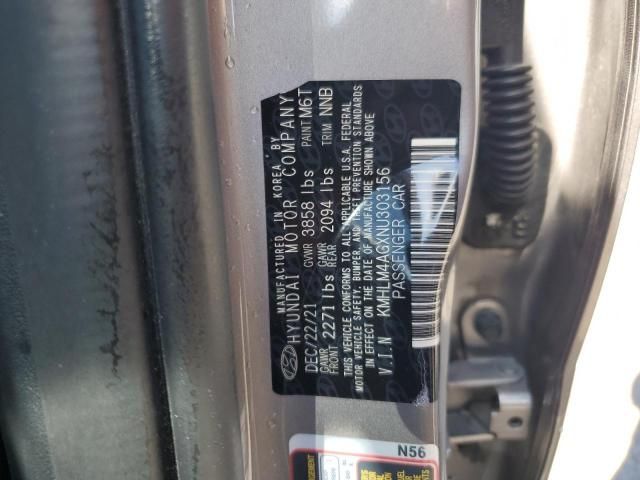 MANUFACTURED IN KOREA BY
HYUNDAI MOTOR COMPANY
DEC/22/21 GVWR 3858 lbs PAINT M6T
GAWR FRONT 2271 lbs GAWR REAR 2094 lbs TRIM NNB
THIS VEHICLE CONFORMS TO ALL APPLICABLE U.S.A. FEDERAL
MOTOR VEHICLE SAFETY, BUMPER, AND THEFT PREVENTION STANDARDS
IN EFFECT ON THE DATE OF MANUFACTURE SHOWN ABOVE
V.I.N KMHLM4AGXNU303156
PASSENGER CAR
N56